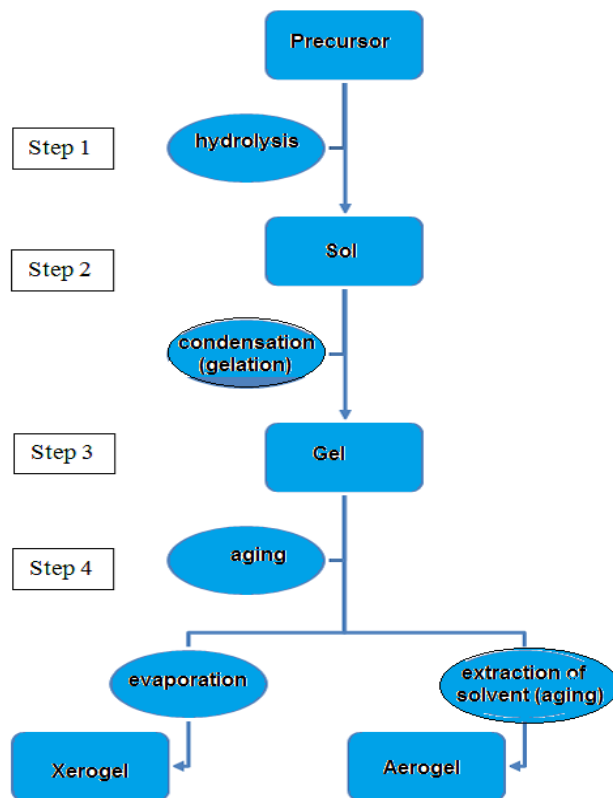 Precursor
Step 1
hydrolysis
Sol
Step 2
condensation
(gelation)
Step 3
Gel
aging
Step 4
evaporation
extraction of
solvent (aging)
Xerogel
Aerogel